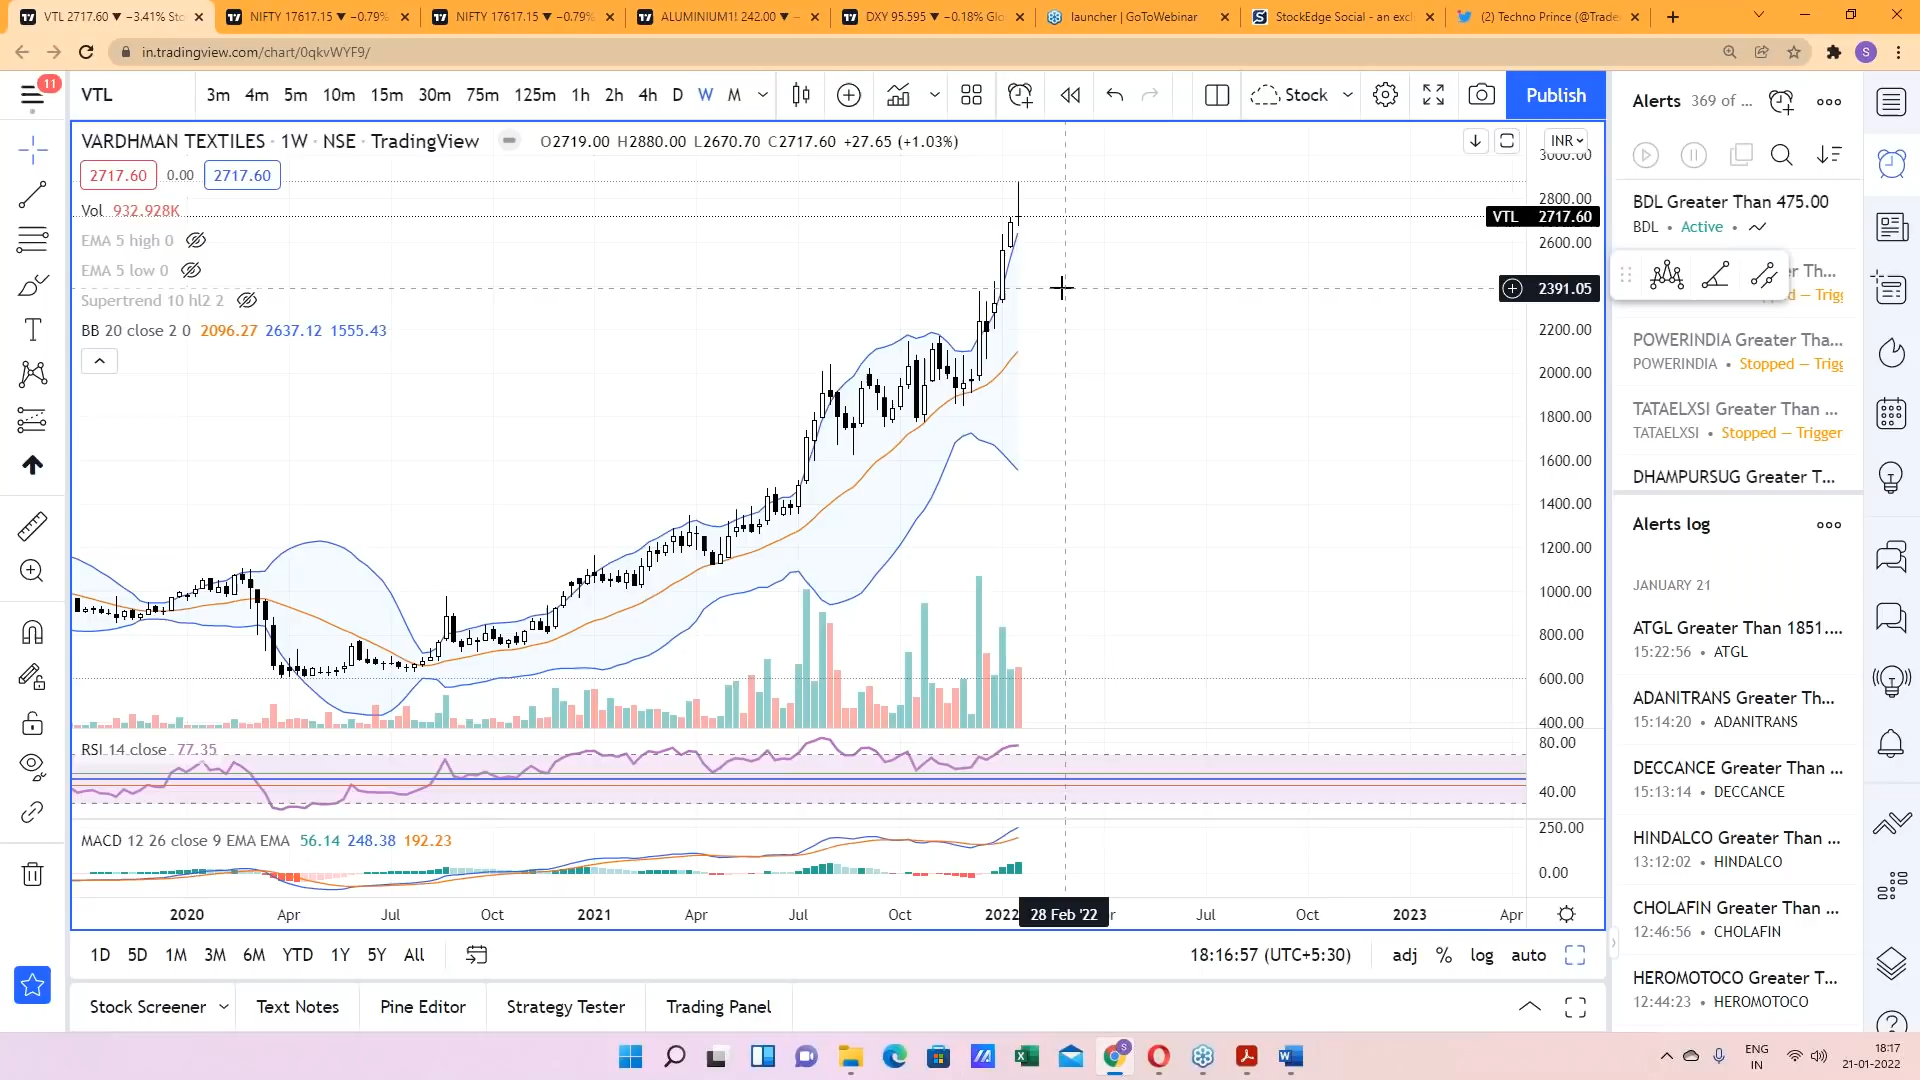 VTL 2717.60 ▼ −3.41% Sto
NIFTY 17617.15 ▼ −0.79%
NIFTY 17617.15 ▼ −0.79%
ALUMINIUM1! 242.00 ▼ −
DXY 95.595 ▼ −0.18% Glo
launcher | GoToWebinar
StockEdge Social - an excl
(2) Techno Prince (@Trade
in.tradingview.com/chart/0qkvWYF9/
S
11
VTL
3m 4m 5m 10m 15m 30m 75m 125m 1h 2h 4h D W M
Stock
Publish
VARDHMAN TEXTILES · 1W · NSE · TradingView
O2719.00 H2880.00 L2670.70 C2717.60 +27.65 (+1.03%)
INR
2717.60 0.00 2717.60
Vol 932.928K
EMA 5 high 0
EMA 5 low 0
Supertrend 10 hl2 2
BB 20 close 2 0 2096.27 2637.12 1555.43
3000.00
2800.00
VTL 2717.60
2600.00
2391.05
2200.00
2000.00
1800.00
1600.00
1400.00
1200.00
1000.00
800.00
600.00
400.00
RSI 14 close 77.35
80.00
40.00
MACD 12 26 close 9 EMA EMA 56.14 248.38 192.23
250.00
0.00
2020 Apr Jul Oct 2021 Apr Jul Oct 2022 28 Feb '22 r Jul Oct 2023 Apr
1D 5D 1M 3M 6M YTD 1Y 5Y All
18:16:57 (UTC+5:30)
adj % log auto
Stock Screener
Text Notes
Pine Editor
Strategy Tester
Trading Panel
Alerts 369 of ...
BDL Greater Than 475.00
BDL • Active •
er Th...
d — Trigg
POWERINDIA Greater Tha...
POWERINDIA • Stopped — Trigg
TATAELXSI Greater Than ...
TATAELXSI • Stopped — Trigger
DHAMPURSUG Greater T...
Alerts log
JANUARY 21
ATGL Greater Than 1851....
15:22:56 • ATGL
ADANITRANS Greater Th...
15:14:20 • ADANITRANS
DECCANCE Greater Than ...
15:13:14 • DECCANCE
HINDALCO Greater Than ...
13:12:02 • HINDALCO
CHOLAFIN Greater Than ...
12:46:56 • CHOLAFIN
HEROMOTOCO Greater T...
12:44:23 • HEROMOTOCO
ENG
IN
18:17
21-01-2022